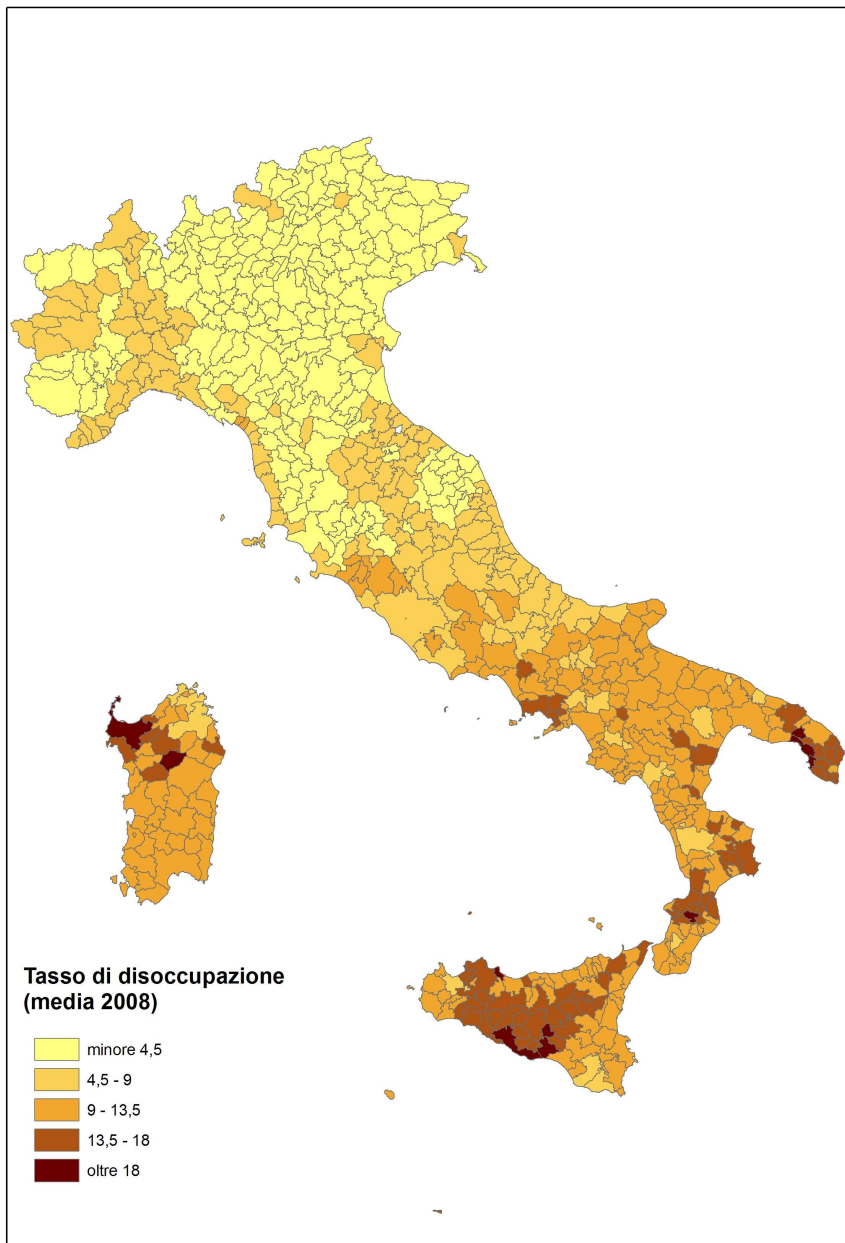 Tasso di disoccupazione
(media 2008)
minore 4,5
4,5 - 9
9 - 13,5
13,5 - 18
oltre 18